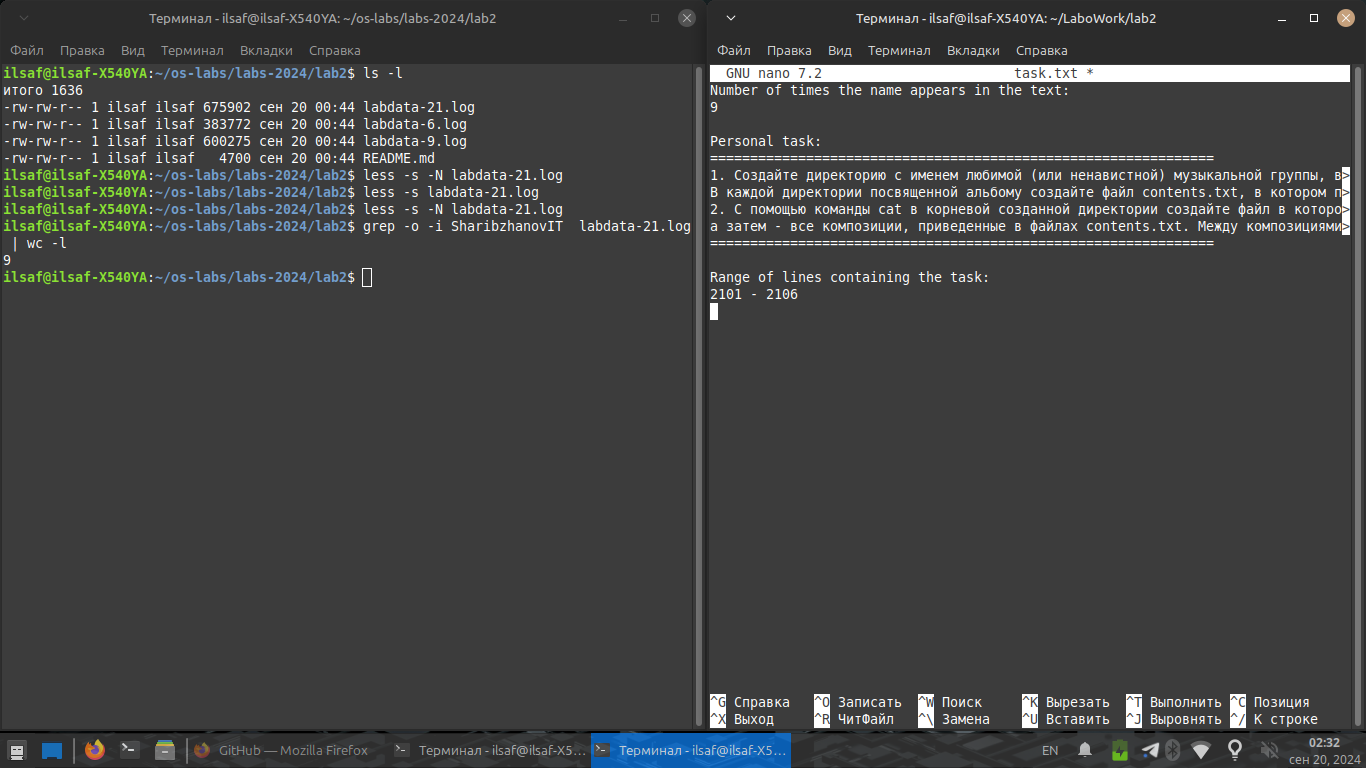 Терминал - ilsaf@ilsaf-X540YA: ~/os-labs/labs-2024/lab2
Файл Правка Вид Терминал Вкладки Справка
ilsaf@ilsaf-X540YA:~/os-labs/labs-2024/lab2$ ls -l
итого 1636
-rw-rw-r-- 1 ilsaf ilsaf 675902 сен 20 00:44 labdata-21.log
-rw-rw-r-- 1 ilsaf ilsaf 383772 сен 20 00:44 labdata-6.log
-rw-rw-r-- 1 ilsaf ilsaf 600275 сен 20 00:44 labdata-9.log
-rw-rw-r-- 1 ilsaf ilsaf   4700 сен 20 00:44 README.md
ilsaf@ilsaf-X540YA:~/os-labs/labs-2024/lab2$ less -s -N labdata-21.log
ilsaf@ilsaf-X540YA:~/os-labs/labs-2024/lab2$ less -s labdata-21.log
ilsaf@ilsaf-X540YA:~/os-labs/labs-2024/lab2$ less -s -N labdata-21.log
ilsaf@ilsaf-X540YA:~/os-labs/labs-2024/lab2$ grep -o -i SharibzhanovIT  labdata-21.log
 | wc -l
9
ilsaf@ilsaf-X540YA:~/os-labs/labs-2024/lab2$
Терминал - ilsaf@ilsaf-X540YA: ~/LaboWork/lab2
Файл Правка Вид Терминал Вкладки Справка
GNU nano 7.2 task.txt *
Number of times the name appears in the text:
9
Personal task:
===============================================================
1. Создайте директорию с именем любимой (или ненавистной) музыкальной группы, в>
В каждой директории посвященной альбому создайте файл contents.txt, в котором п>
2. С помощью команды cat в корневой созданной директории создайте файл в которо>
а затем - все композиции, приведенные в файлах contents.txt. Между композициями>
===============================================================
Range of lines containing the task:
2101 - 2106
^G Справка ^O Записать ^W Поиск ^K Вырезать ^T Выполнить ^C Позиция
^X Выход ^R ЧитФайл ^\ Замена ^U Вставить ^J Выровнять ^/ К строке
GitHub — Mozilla Firefox
Терминал - ilsaf@ilsaf-X5…
Терминал - ilsaf@ilsaf-X5…
EN
02:32
сен 20, 2024